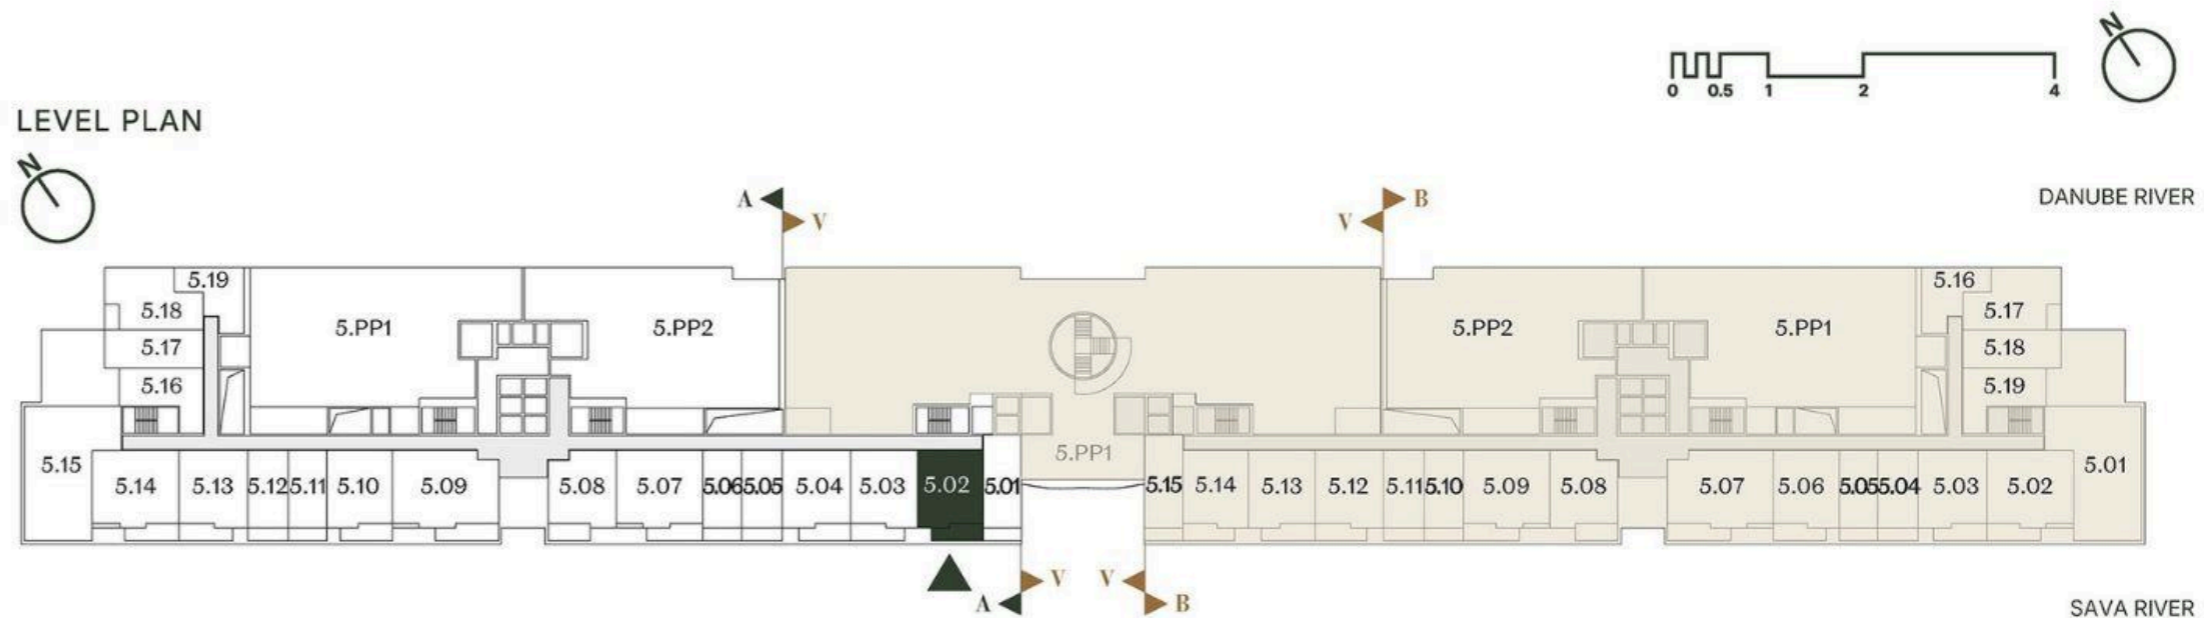 N
0 0.5 1 2 4
LEVEL PLAN
N
DANUBE RIVER
A V
V B
5.19
5.18
5.17
5.16
5.PP1
5.PP2
5.PP2
5.PP1
5.16
5.17
5.18
5.19
5.PP1
5.15
5.14 5.13 5.12 5.11 5.10 5.09 5.08 5.07 5.06 5.05 5.04 5.03 5.02 5.01
5.15 5.14 5.13 5.12 5.11 5.10 5.09 5.08 5.07 5.06 5.05 5.04 5.03 5.02
5.01
V V
A B
SAVA RIVER